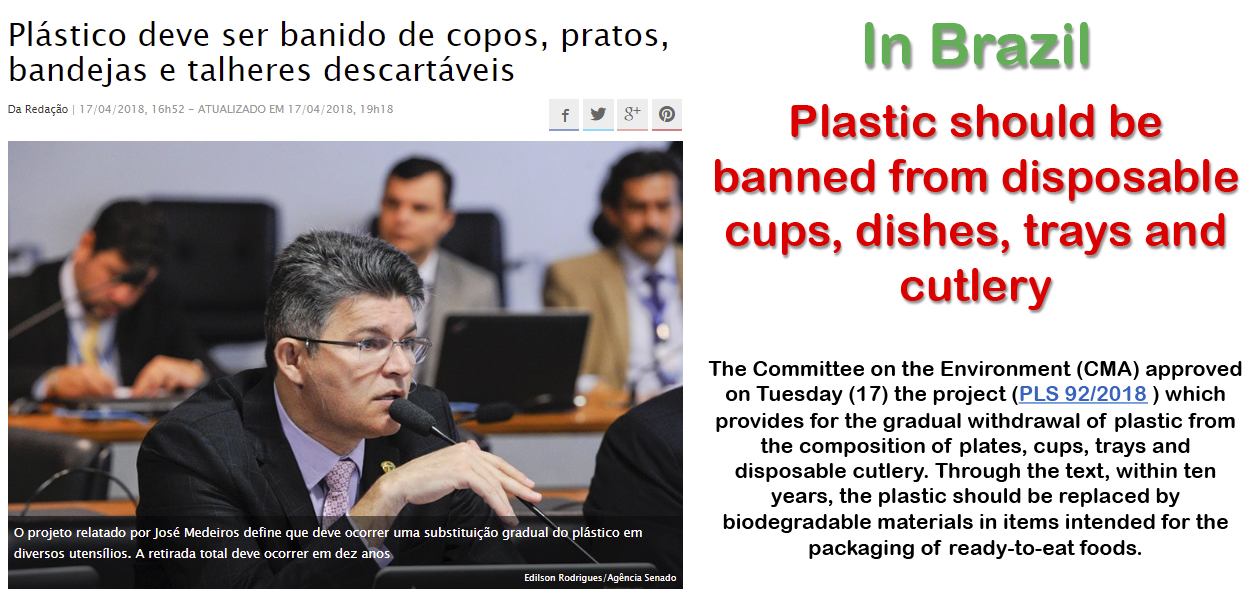 Plástico deve ser banido de copos, pratos,
bandejas e talheres descartáveis
Da Redação | 17/04/2018, 16h52 - ATUALIZADO EM 17/04/2018, 19h18
O projeto relatado por José Medeiros define que deve ocorrer uma substituição gradual do plástico em
diversos utensílios. A retirada total deve ocorrer em dez anos
Edilson Rodrigues/Agência Senado
In Brazil
Plastic should be
banned from disposable
cups, dishes, trays and
cutlery
The Committee on the Environment (CMA) approved
on Tuesday (17) the project (PLS 92/2018 ) which
provides for the gradual withdrawal of plastic from
the composition of plates, cups, trays and
disposable cutlery. Through the text, within ten
years, the plastic should be replaced by
biodegradable materials in items intended for the
packaging of ready-to-eat foods.